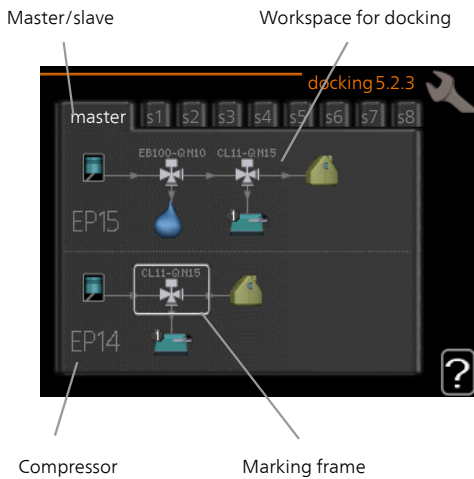 Master/slave
Workspace for docking
docking 5.2.3
master s1 s2 s3 s4 s5 s6 s7 s8
EB100-QN10 CL11-QN15
EP15
1
CL11-QN15
EP14
1
?
Compressor
Marking frame